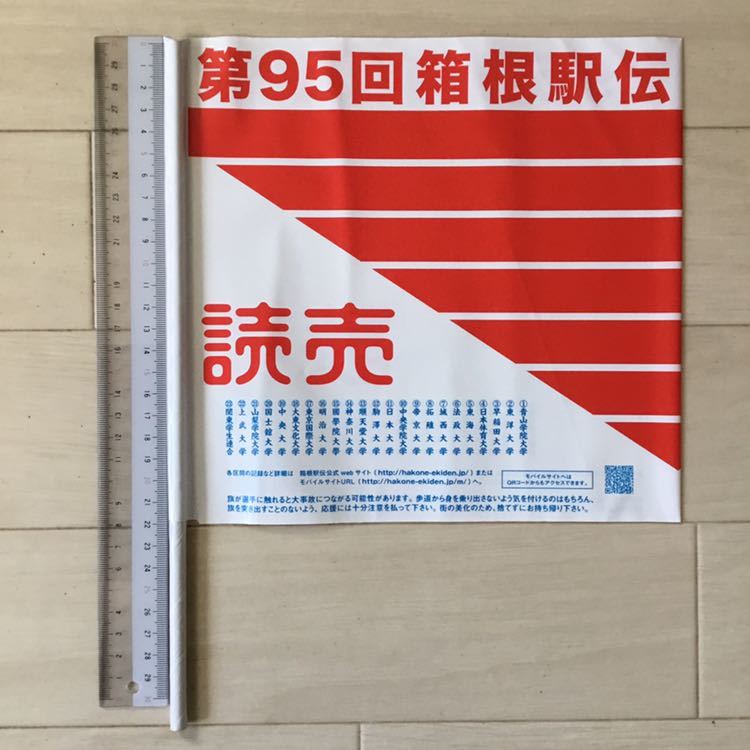 第95回箱根駅伝
読売
①青山学院大学
②東洋大学
③早稲田大学
④日本体育大学
⑤東海大学
⑥法政大学
⑦城西大学
⑧拓殖大学
⑨帝京大学
⑩中央学院大学
⑪日本大学
⑫駒澤大学
⑬順天堂大学
⑭神奈川大学
⑮國學院大學
⑯明治大学
⑰東京国際大学
⑱大東文化大学
⑲中央大学
⑳国士舘大学
㉑山梨学院大学
㉒上武大学
㉓関東学生連合
各区間の記録など詳細は 箱根駅伝公式webサイト(http://hakone-ekiden.jp/)または
モバイルサイトURL(http://hakone-ekiden.jp/m/)へ。
モバイルサイトへは
QRコードからもアクセスできます。
旗が選手に触れると大事故につながる可能性があります。歩道から身を乗り出さないよう気を付けるのはもちろん、
旗を突き出すことのないよう、応援には十分注意を払って下さい。街の美化のため、捨てずにお持ち帰り下さい。